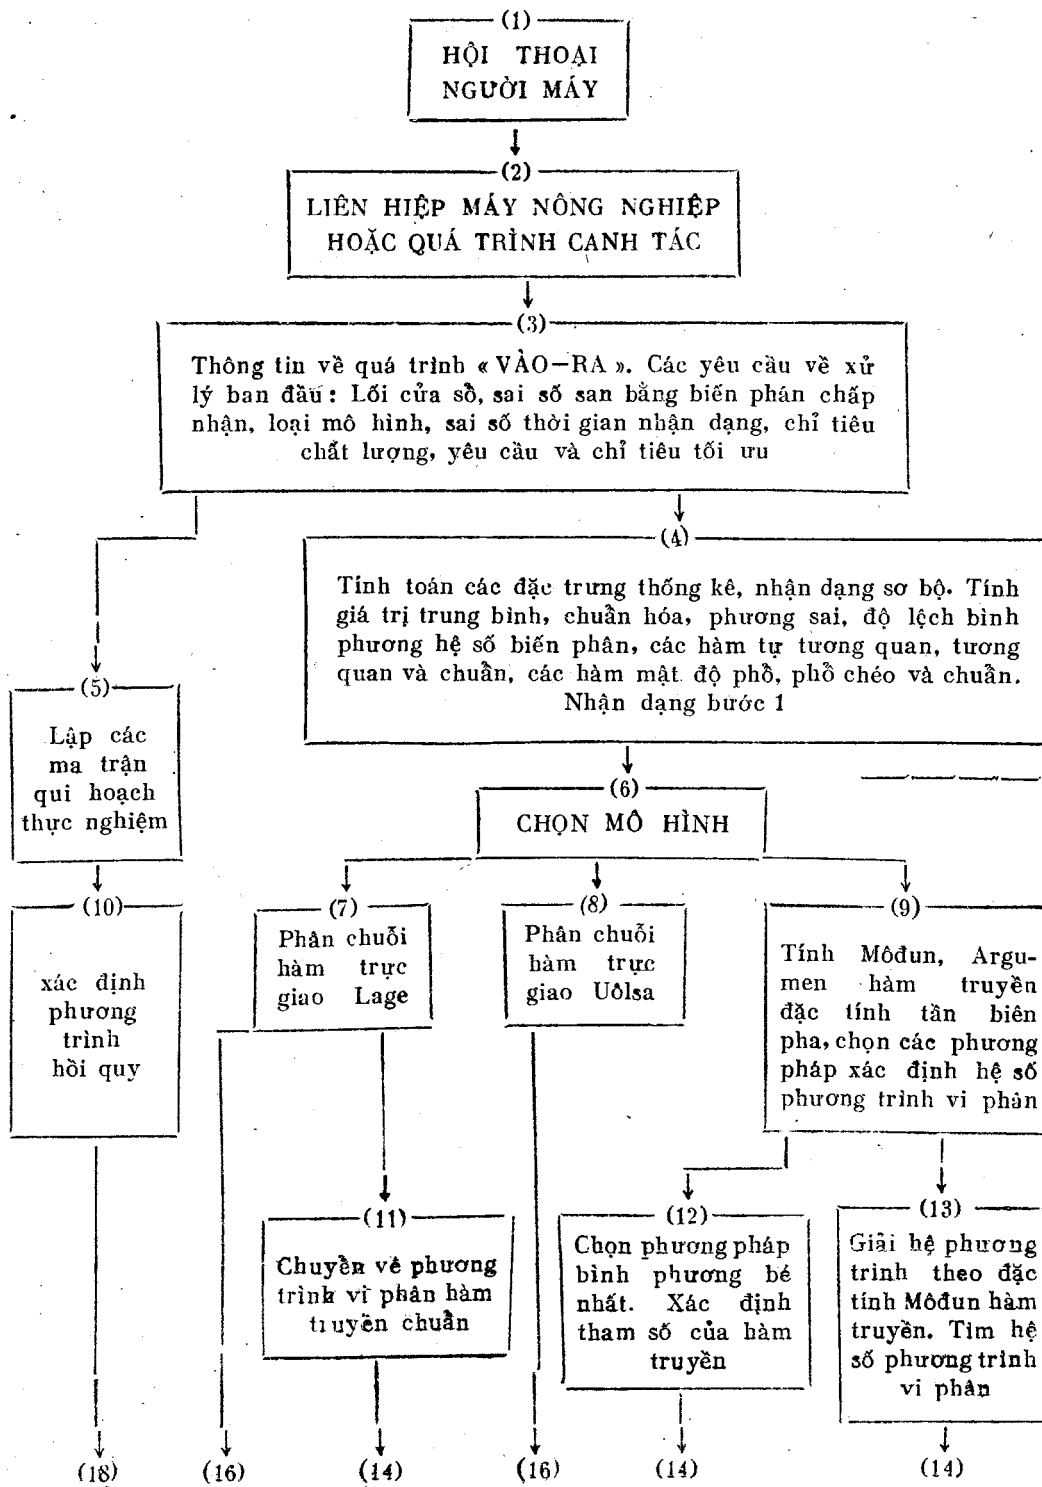 (1)
HỘI THOẠI
NGƯỜI MÁY
(2)
LIÊN HIỆP MÁY NÔNG NGHIỆP
HOẶC QUÁ TRÌNH CANH TÁC
(3)
Thông tin về quá trình « VÀO—RA ». Các yêu cầu về xử
lý ban đầu : Lối cửa sổ, sai số san bằng biến phán chấp
nhận, loại mô hình, sai số thời gian nhận dạng, chỉ tiêu
chất lượng, yêu cầu và chỉ tiêu tối ưu
(4)
Tính toán các đặc trưng thống kê, nhận dạng sơ bộ. Tính
giá trị trung bình, chuẩn hóa, phương sai, độ lệch bình
phương hệ số biến phân, các hàm tự tương quan, tương
quan và chuẩn, các hàm mật độ phổ, phổ chéo và chuẩn.
Nhận dạng bước 1
(5)
Lập các
ma trận
qui hoạch
thực nghiệm
(6)
CHỌN MÔ HÌNH
(10)
xác định
phương
trình
hồi quy
(7)
Phân chuỗi
hàm trực
giao Lage
(8)
Phân chuỗi
hàm trực
giao Uôlsa
(9)
Tính Môđun, Argu-
men hàm truyền
đặc tính tần biên
pha, chọn các phương
pháp xác định hệ số
phương trình vi phân
(11)
Chuyển về phương
trình vi phân hàm
truyền chuẩn
(12)
Chọn phương pháp
bình phương bé
nhất. Xác định
tham số của hàm
truyền
(13)
Giải hệ phương
trình theo đặc
tính Môđun hàm
truyền. Tìm hệ
số phương trình
vi phân
(18) (16) (14) (16) (14) (14)